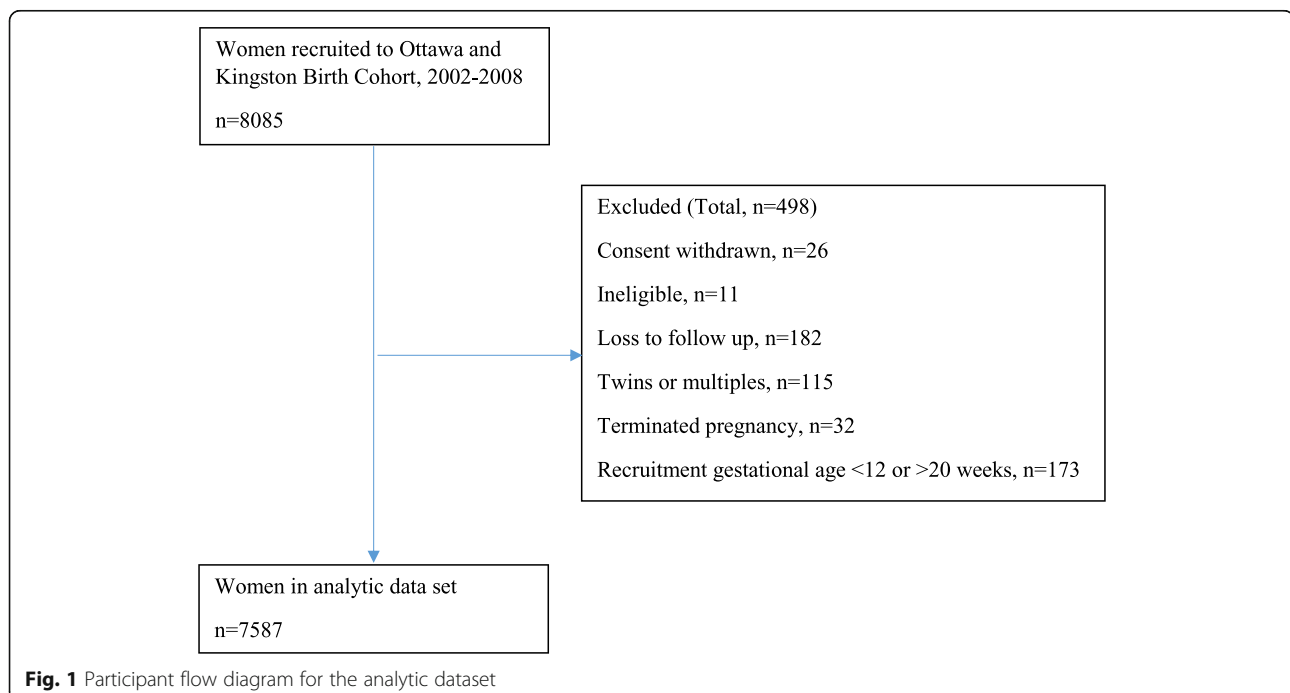 Women recruited to Ottawa and
Kingston Birth Cohort, 2002-2008
n=8085
Excluded (Total, n=498)
Consent withdrawn, n=26
Ineligible, n=11
Loss to follow up, n=182
Twins or multiples, n=115
Terminated pregnancy, n=32
Recruitment gestational age <12 or >20 weeks, n=173
Women in analytic data set
n=7587
Fig. 1 Participant flow diagram for the analytic dataset